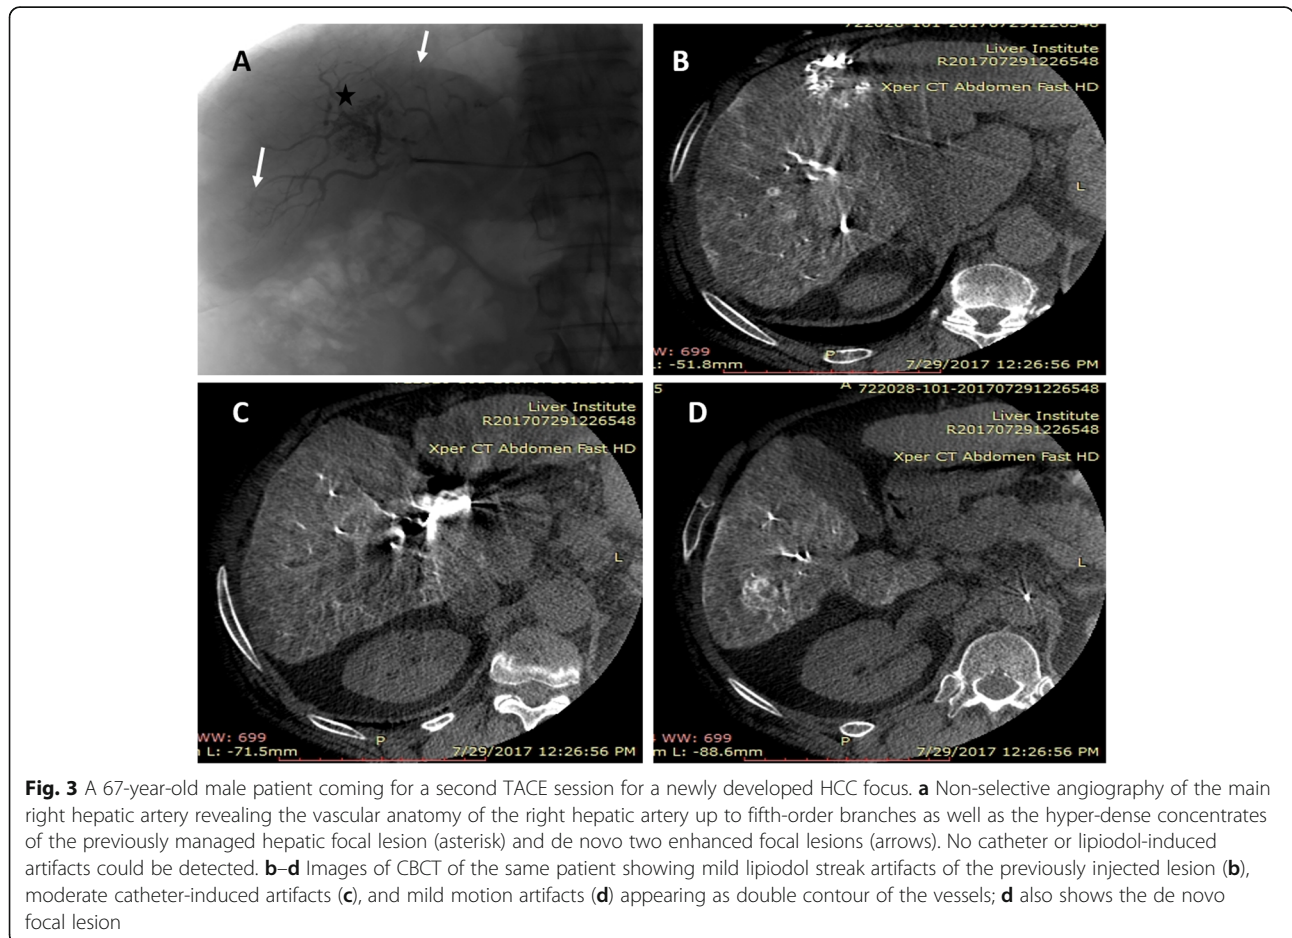 A
B
722028-101-201707291226548
Liver Institute
R201707291226548
Xper CT Abdomen Fast HD
L
WW: 699
L: -51.8mm
P
7/29/2017 12:26:56 PM
C
Liver Institute
R201707291226548
Xper CT Abdomen Fast HD
L
WW: 699
m L: -71.5mm
P
7/29/2017 12:26:56 PM
D
A
722028-101-201707291226548
Liver Institute
R201707291226548
Xper CT Abdomen Fast HD
L
WW: 699
m L: -88.6mm
P
7/29/2017 12:26:56 PM
Fig. 3 A 67-year-old male patient coming for a second TACE session for a newly developed HCC focus. a Non-selective angiography of the main
right hepatic artery revealing the vascular anatomy of the right hepatic artery up to fifth-order branches as well as the hyper-dense concentrates
of the previously managed hepatic focal lesion (asterisk) and de novo two enhanced focal lesions (arrows). No catheter or lipiodol-induced
artifacts could be detected. b–d Images of CBCT of the same patient showing mild lipiodol streak artifacts of the previously injected lesion (b),
moderate catheter-induced artifacts (c), and mild motion artifacts (d) appearing as double contour of the vessels; d also shows the de novo
focal lesion